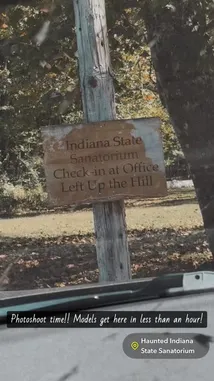 Indiana State
Sanatorium
Check-in at Office
Left Up the Hill
Photoshoot time!! Models get here in less than an hour!
Haunted Indiana
State Sanatorium